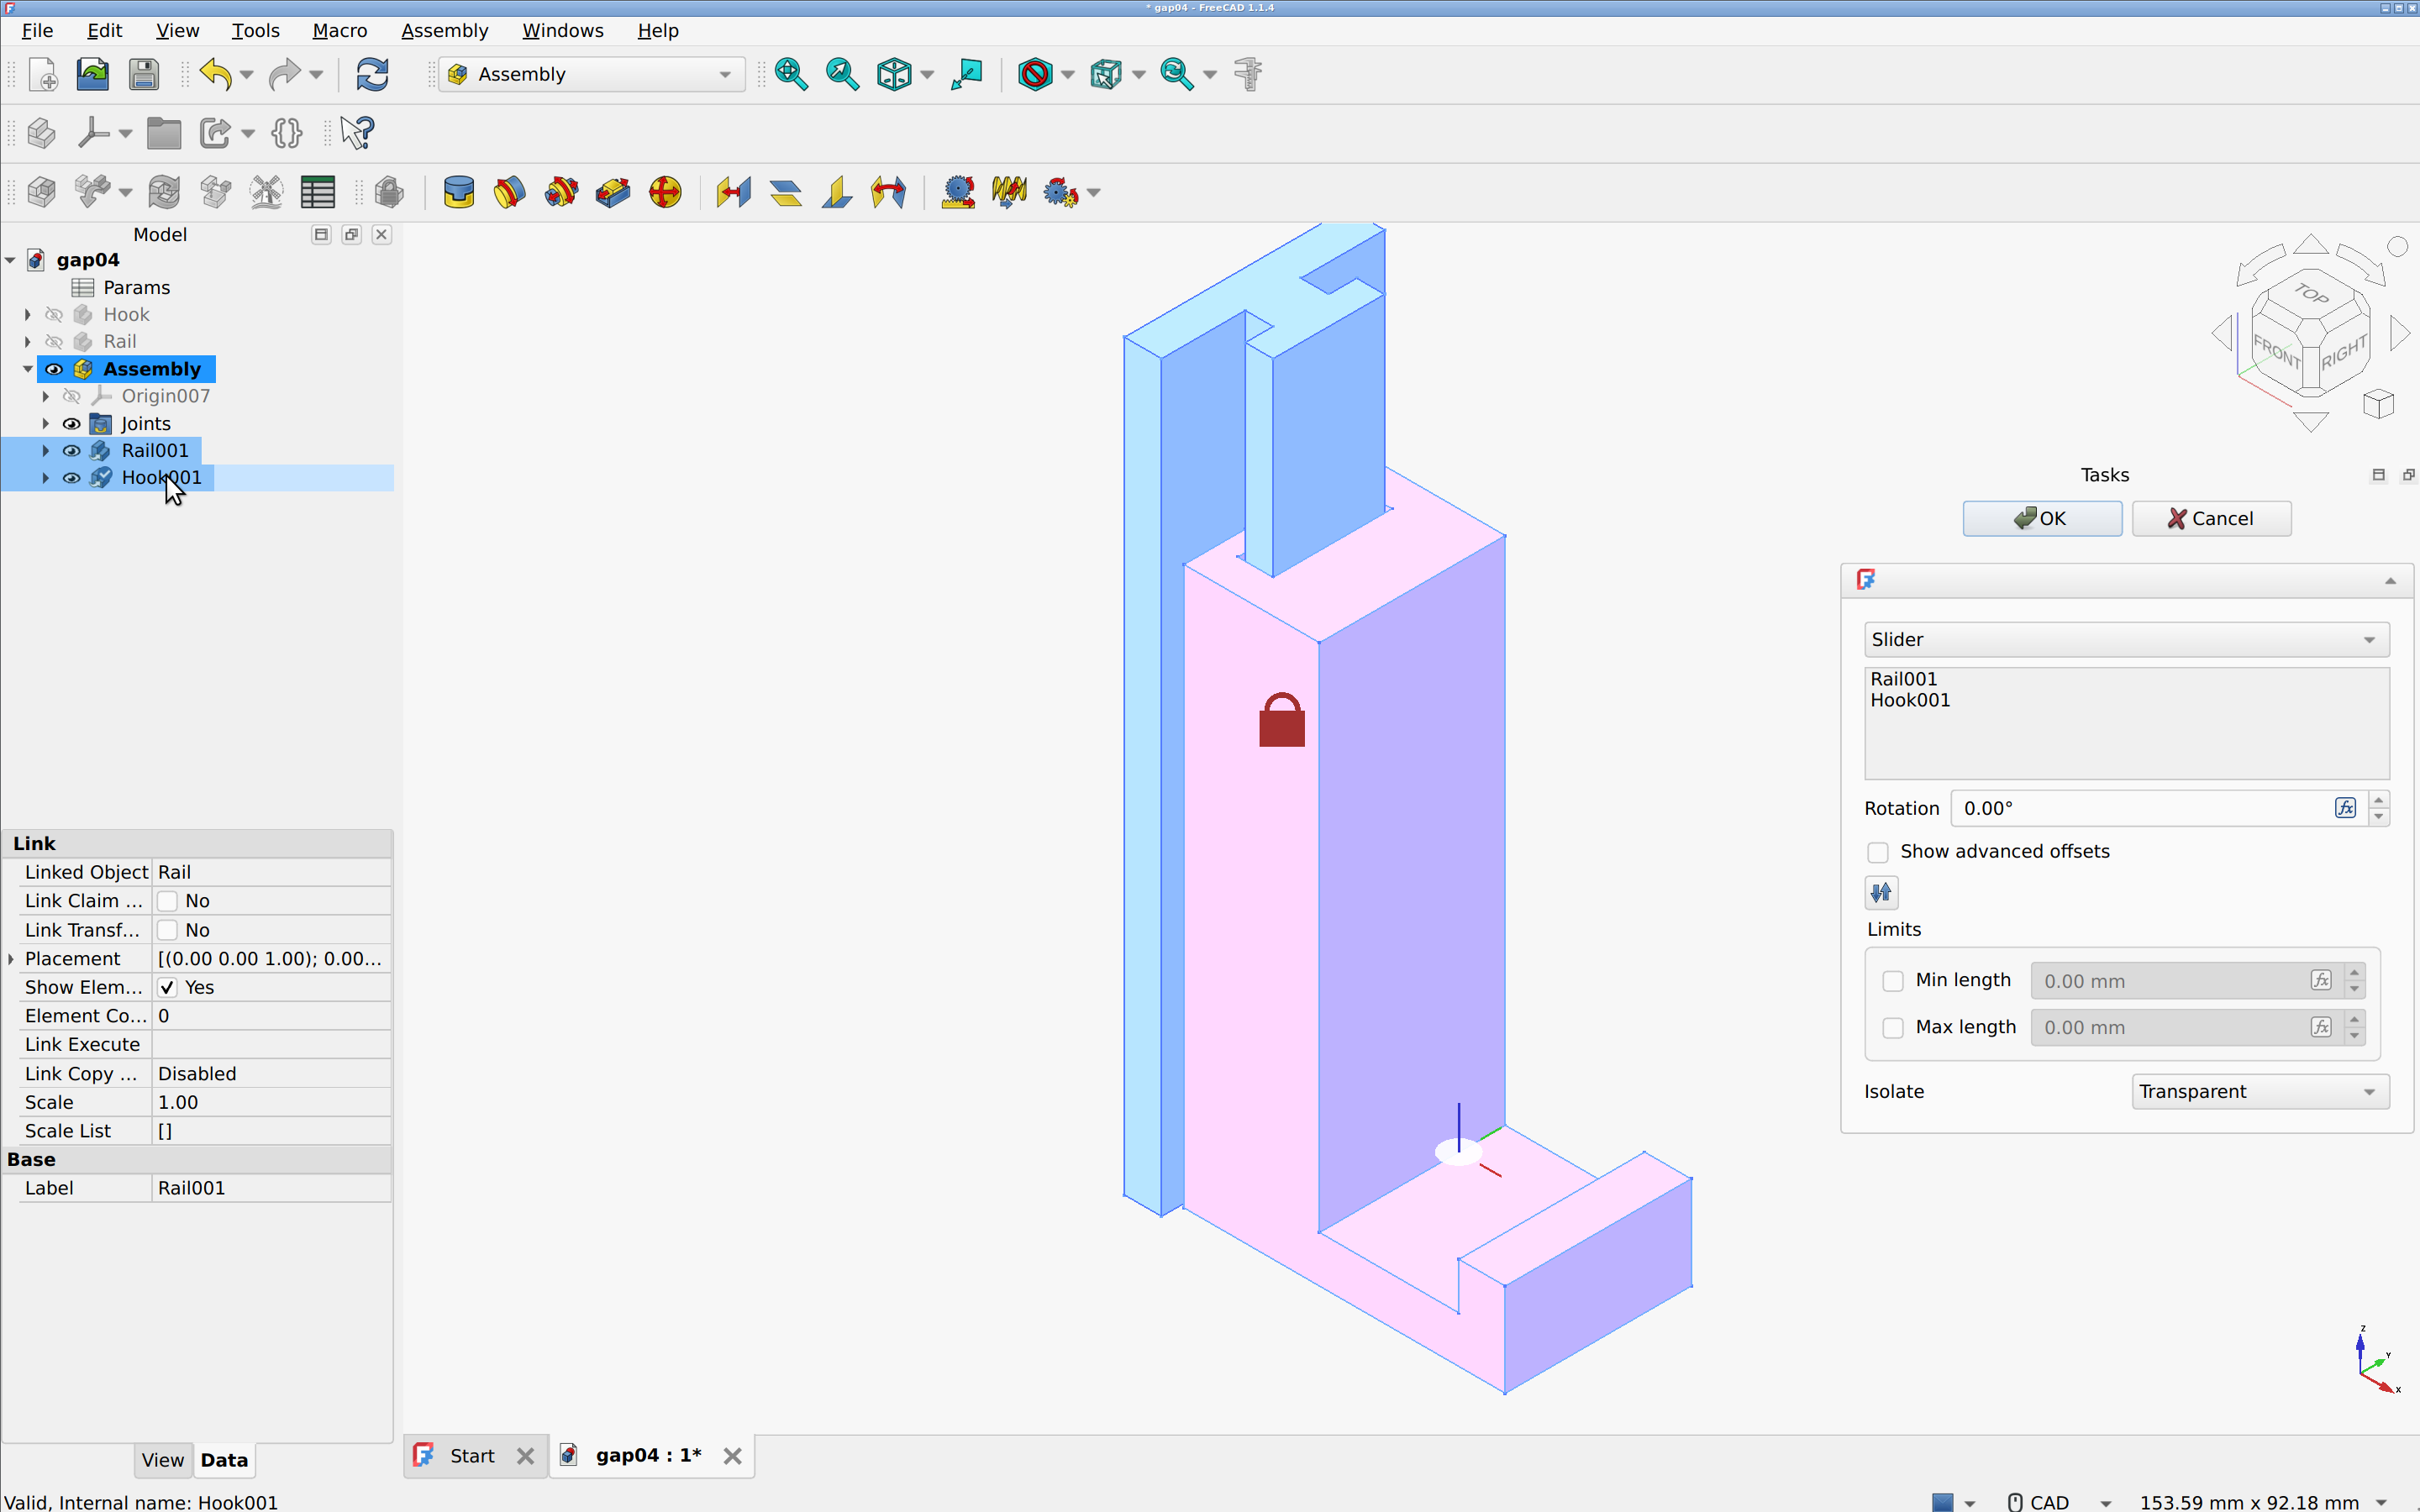 * gap04 - FreeCAD 1.1.4
File Edit View Tools Macro Assembly Windows Help
Assembly
Model
gap04
Params
Hook
Rail
Assembly
Origin007
Joints
Rail001
Hook001
TOP
FRONT
RIGHT
Tasks
OK
Cancel
Slider
Rail001
Hook001
Rotation 0.00°
Show advanced offsets
Limits
Min length 0.00 mm
Max length 0.00 mm
Isolate Transparent
Link
Linked Object Rail
Link Claim ... No
Link Transf... No
Placement [(0.00 0.00 1.00); 0.00...
Show Elem... Yes
Element Co... 0
Link Execute
Link Copy ... Disabled
Scale 1.00
Scale List []
Base
Label Rail001
Z
Y
X
View Data
Start
gap04 : 1*
Valid, Internal name: Hook001
CAD
153.59 mm x 92.18 mm